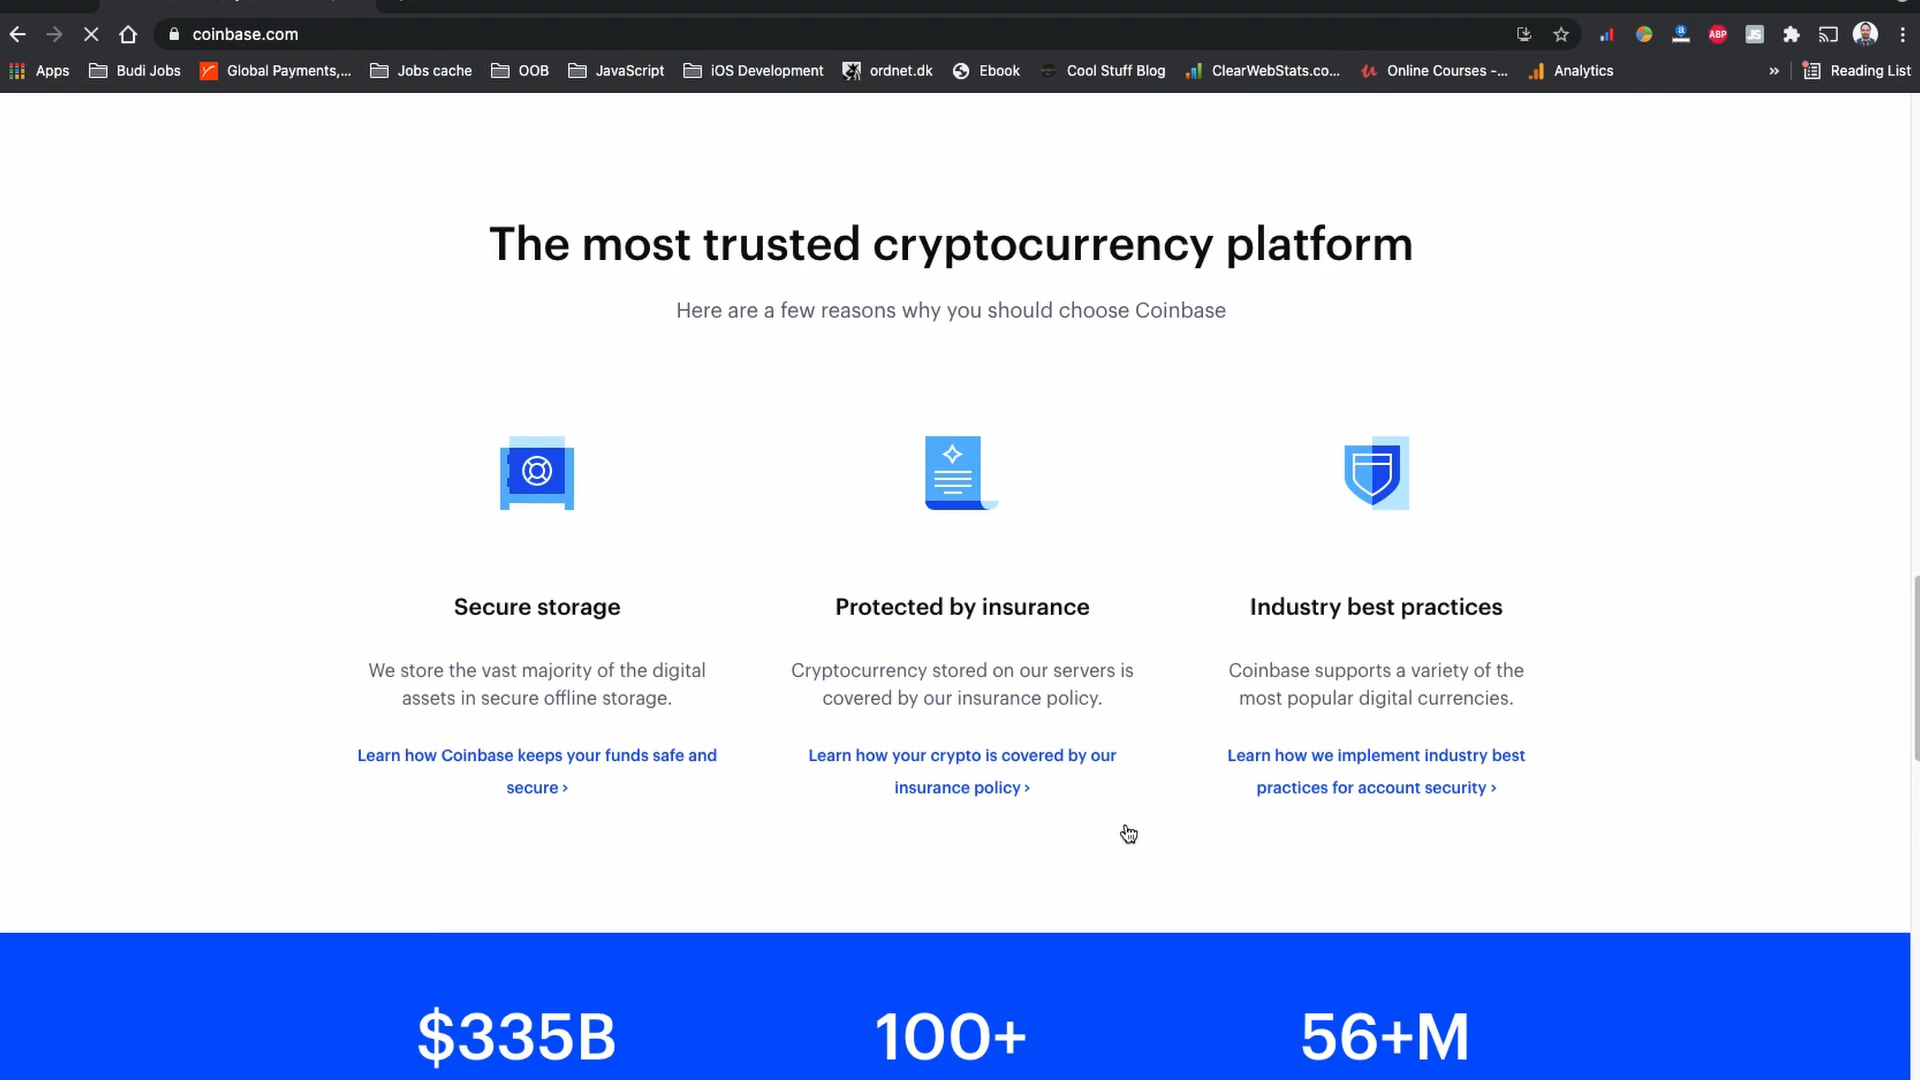 coinbase.com
ABP
JS
Apps Budi Jobs Global Payments,... Jobs cache OOB JavaScript iOS Development ordnet.dk Ebook Cool Stuff Blog ClearWebStats.co... Online Courses -... Analytics » Reading List
The most trusted cryptocurrency platform
Here are a few reasons why you should choose Coinbase
Secure storage
We store the vast majority of the digital
assets in secure offline storage.
Learn how Coinbase keeps your funds safe and
secure ›
Protected by insurance
Cryptocurrency stored on our servers is
covered by our insurance policy.
Learn how your crypto is covered by our
insurance policy ›
Industry best practices
Coinbase supports a variety of the
most popular digital currencies.
Learn how we implement industry best
practices for account security ›
$335B
100+
56+M